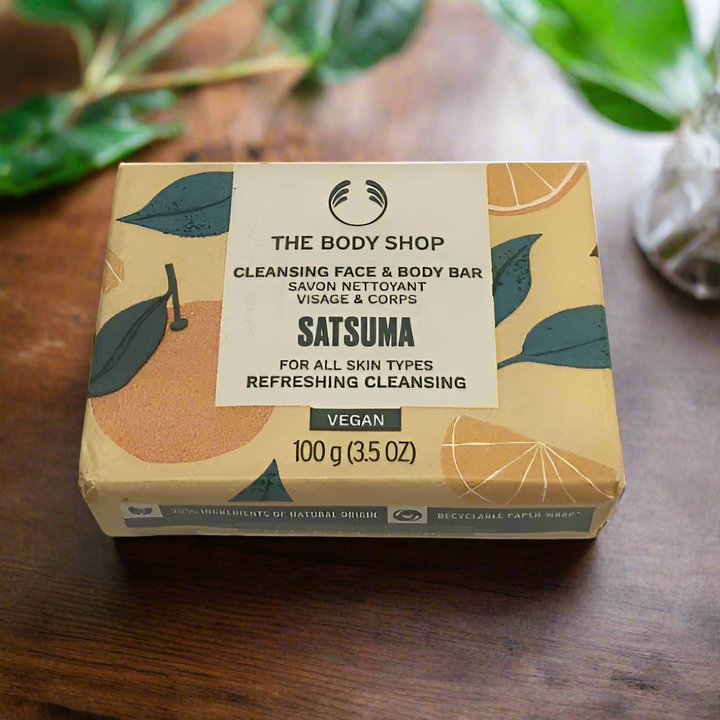 THE BODY SHOP
CLEANSING FACE & BODY BAR
SAVON NETTOYANT
VISAGE & CORPS
SATSUMA
FOR ALL SKIN TYPES
REFRESHING CLEANSING
VEGAN
100 g (3.5 OZ)
INGREDIENTS OF NATURAL ORIGIN
RECYCLABLE PAPER WRAP*